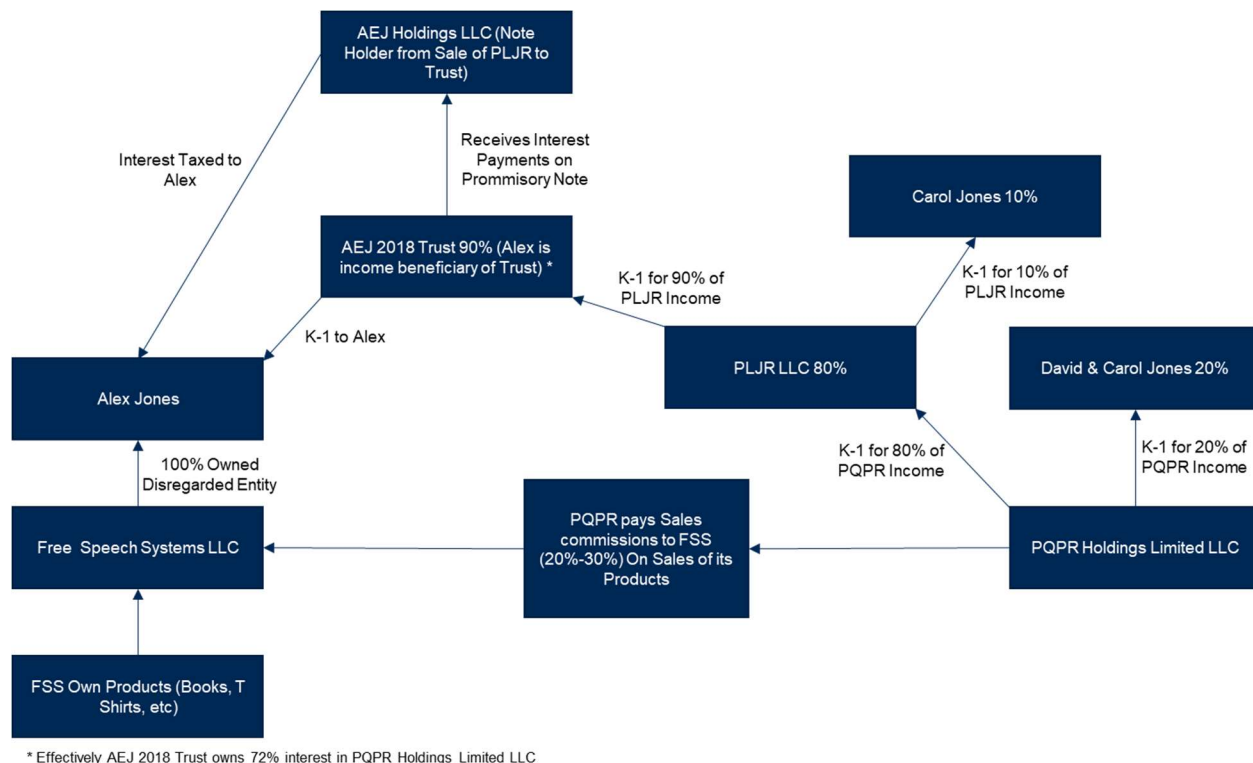 AEJ Holdings LLC (Note
Holder from Sale of PLJR to
Trust)
Interest Taxed to
Alex
Receives Interest
Payments on
Prommisory Note
Carol Jones 10%
AEJ 2018 Trust 90% (Alex is
income beneficiary of Trust) *
K-1 for 90% of
PLJR Income
K-1 for 10% of
PLJR Income
K-1 to Alex
Alex Jones
PLJR LLC 80%
David & Carol Jones 20%
100% Owned
Disregarded Entity
K-1 for 80% of
PQPR Income
K-1 for 20% of
PQPR Income
Free Speech Systems LLC
PQPR pays Sales
commissions to FSS
(20%-30%) On Sales of its
Products
PQPR Holdings Limited LLC
FSS Own Products (Books, T
Shirts, etc)
* Effectively AEJ 2018 Trust owns 72% interest in PQPR Holdings Limited LLC